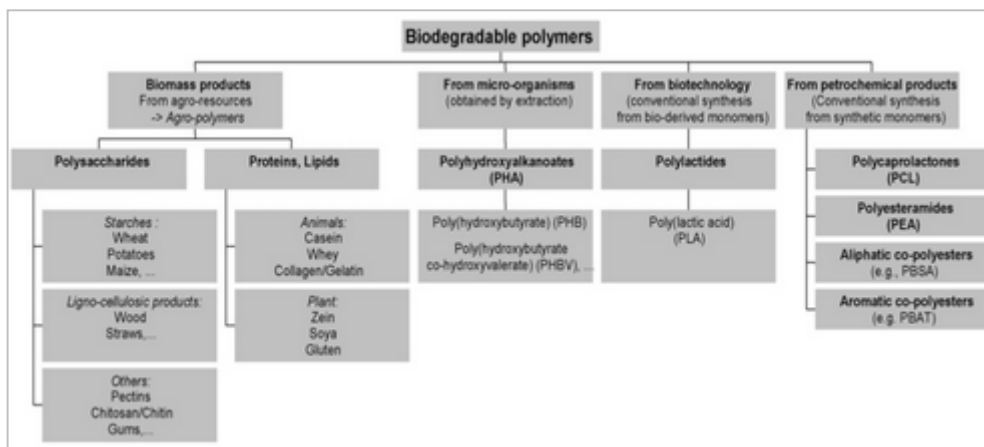 Biodegradable polymers
Biomass products
From agro-resources
-> Agro-polymers
From micro-organisms
(obtained by extraction)
From biotechnology
(conventional synthesis
from bio-derived monomers)
From petrochemical products
(Conventional synthesis
from synthetic monomers)
Polysaccharides
Proteins, Lipids
Polyhydroxyalkanoates
(PHA)
Polylactides
Polycaprolactones
(PCL)
Starches :
Wheat
Potatoes
Maize, ...
Animals:
Casein
Whey
Collagen/Gelatin
Poly(hydroxybutyrate) (PHB)
Poly(hydroxybutyrate
co-hydroxyvalerate) (PHBV), ...
Poly(lactic acid)
(PLA)
Polyesteramides
(PEA)
Aliphatic co-polyesters
(e.g., PBSA)
Ligno-cellulosic products:
Wood
Straws,...
Plant:
Zein
Soya
Gluten
Aromatic co-polyesters
(e.g. PBAT)
Others:
Pectins
Chitosan/Chitin
Gums,...